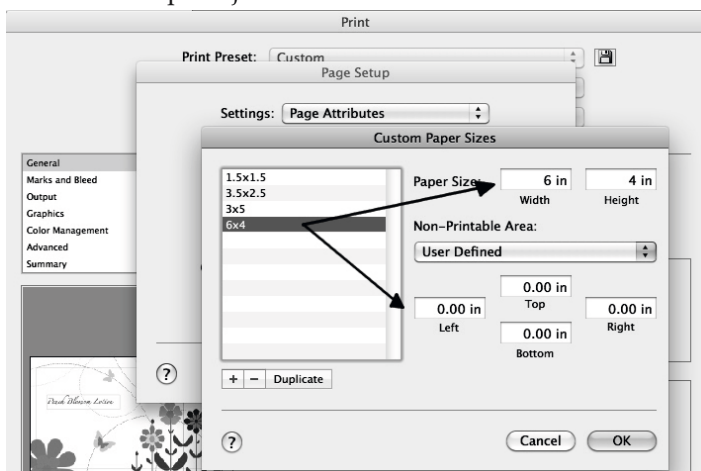 Print
Print Preset: Custom
Page Setup
Settings: Page Attributes
Custom Paper Sizes
General
Marks and Bleed
Output
Graphics
Color Management
Advanced
Summary
1.5x1.5
3.5x2.5
3x5
6x4
Paper Size: 6 in 4 in
Width Height
Non-Printable Area:
User Defined
0.00 in
Top
0.00 in 0.00 in
Left Right
0.00 in
Bottom
+ − Duplicate
?
Peach Blossom Lotion
? Cancel OK